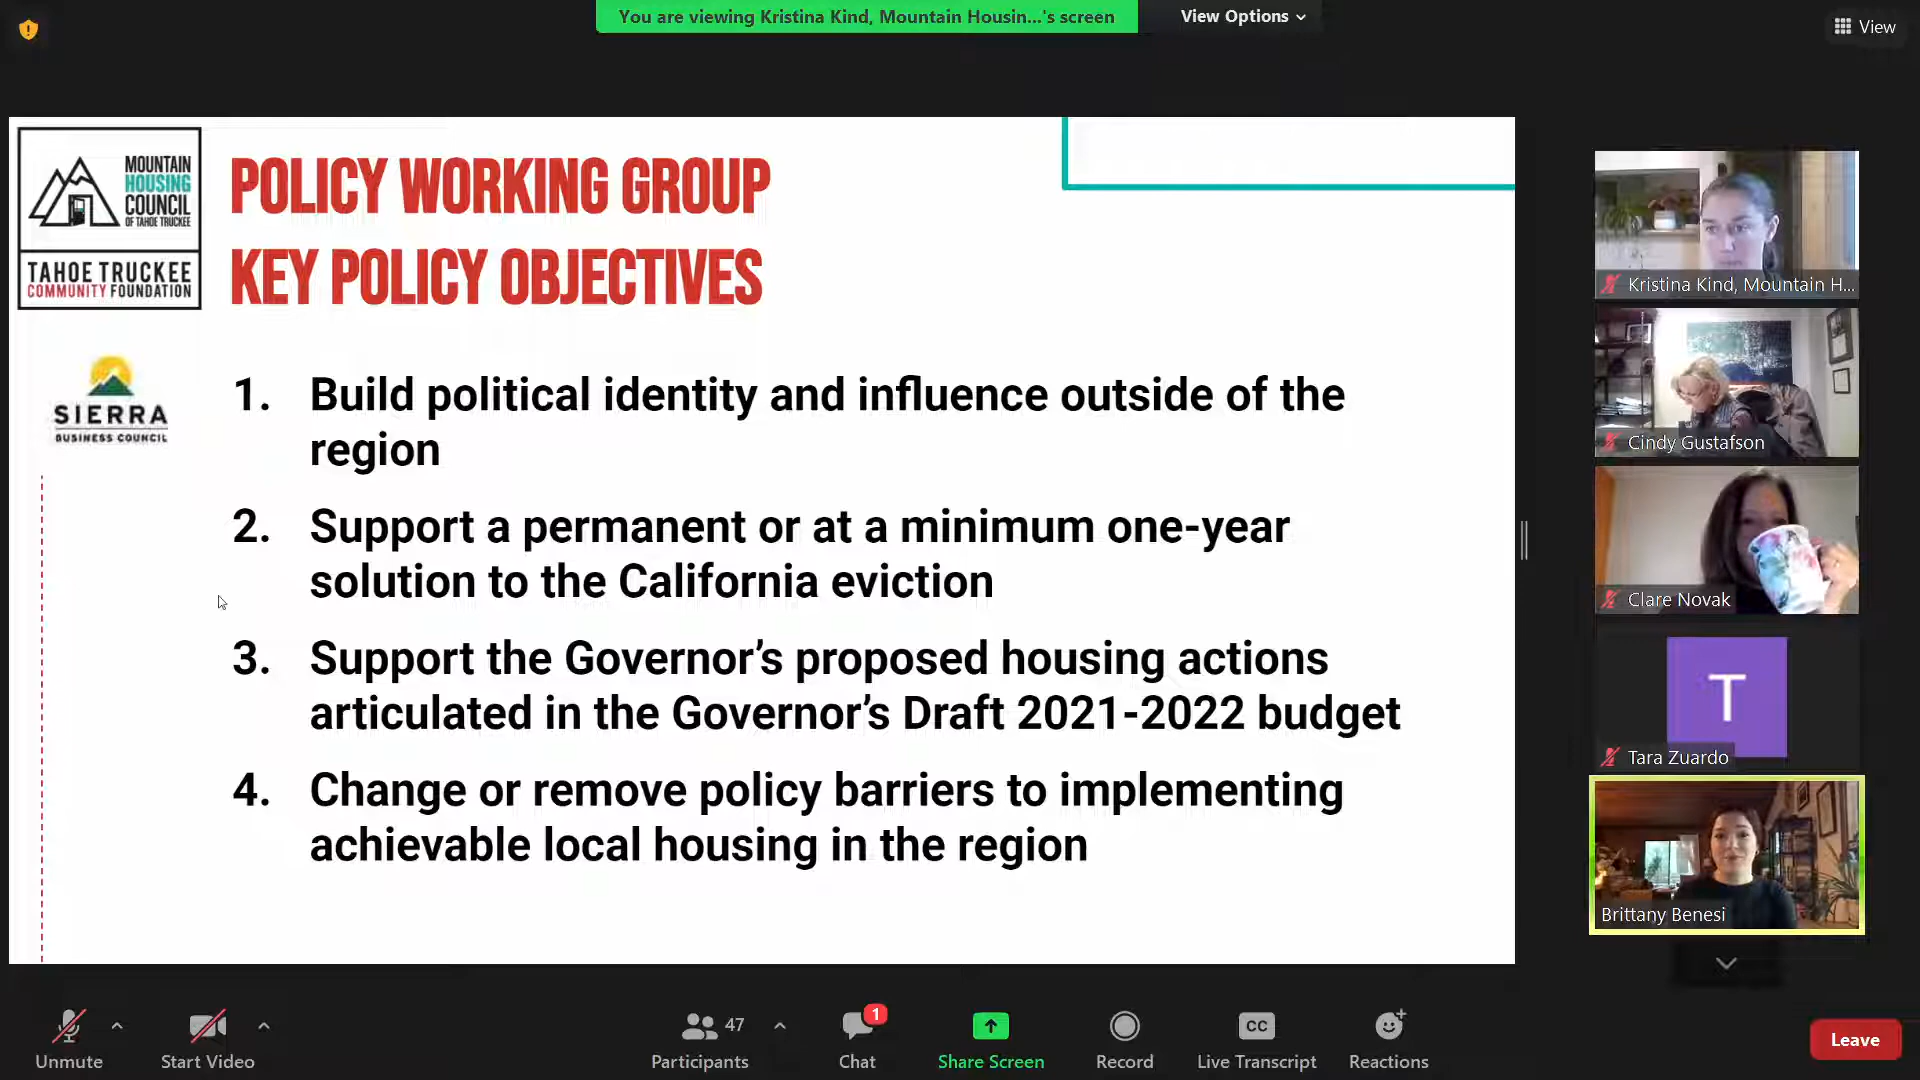 You are viewing Kristina Kind, Mountain Housin...'s screen
View Options
View
MOUNTAIN
HOUSING
COUNCIL
OF TAHOE TRUCKEE
TAHOE TRUCKEE
COMMUNITY FOUNDATION
POLICY WORKING GROUP
KEY POLICY OBJECTIVES
SIERRA
BUSINESS COUNCIL
1. Build political identity and influence outside of the
region
2. Support a permanent or at a minimum one-year
solution to the California eviction
3. Support the Governor’s proposed housing actions
articulated in the Governor’s Draft 2021-2022 budget
4. Change or remove policy barriers to implementing
achievable local housing in the region
Kristina Kind, Mountain H...
Cindy Gustafson
Clare Novak
T
Tara Zuardo
Brittany Benesi
Unmute
Start Video
47
Participants
1
Chat
Share Screen
Record
CC
Live Transcript
Reactions
Leave